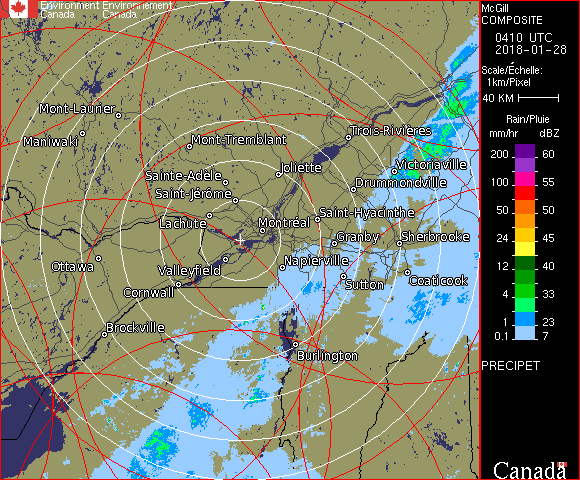 Environment Environnement
Canada Canada
McGill
COMPOSITE
0410 UTC
2018-01-28
Scale/Échelle:
1km/Pixel
40 KM
Rain/Pluie
mm/hr dBZ
200 60
100 55
50 50
24 45
12 40
4 33
1 23
0.1 7
PRECIPET
Canada
Mont-Laurier
Maniwaki
Mont-Tremblant
Trois-Rivières
Sainte-Adèle
Joliette
Victoriaville
Saint-Jérôme
Drummondville
Lachute
Montréal
Saint-Hyacinthe
Granby
Sherbrooke
Ottawa
Valleyfield
Napierville
Cornwall
Sutton
Coaticook
Brockville
Burlington